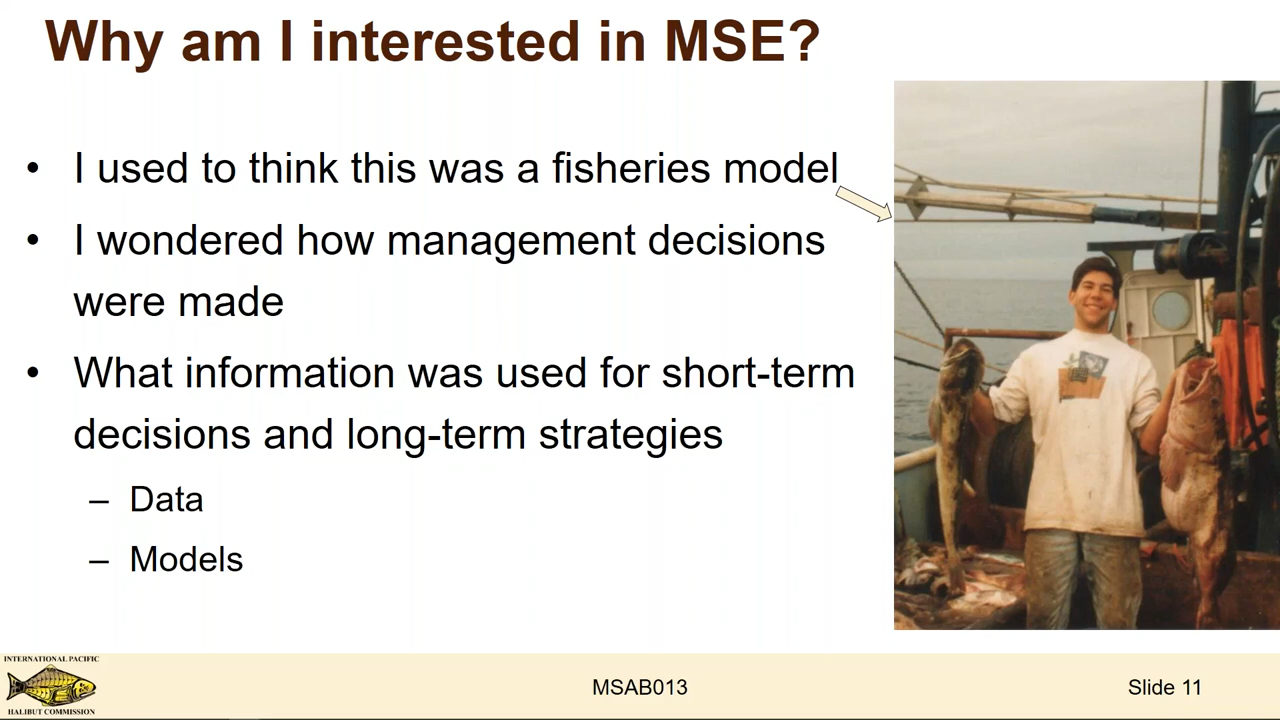 Why am I interested in MSE?
• I used to think this was a fisheries model
• I wondered how management decisions
were made
• What information was used for short-term
decisions and long-term strategies
– Data
– Models
INTERNATIONAL PACIFIC
HALIBUT COMMISSION
MSAB013
Slide 11